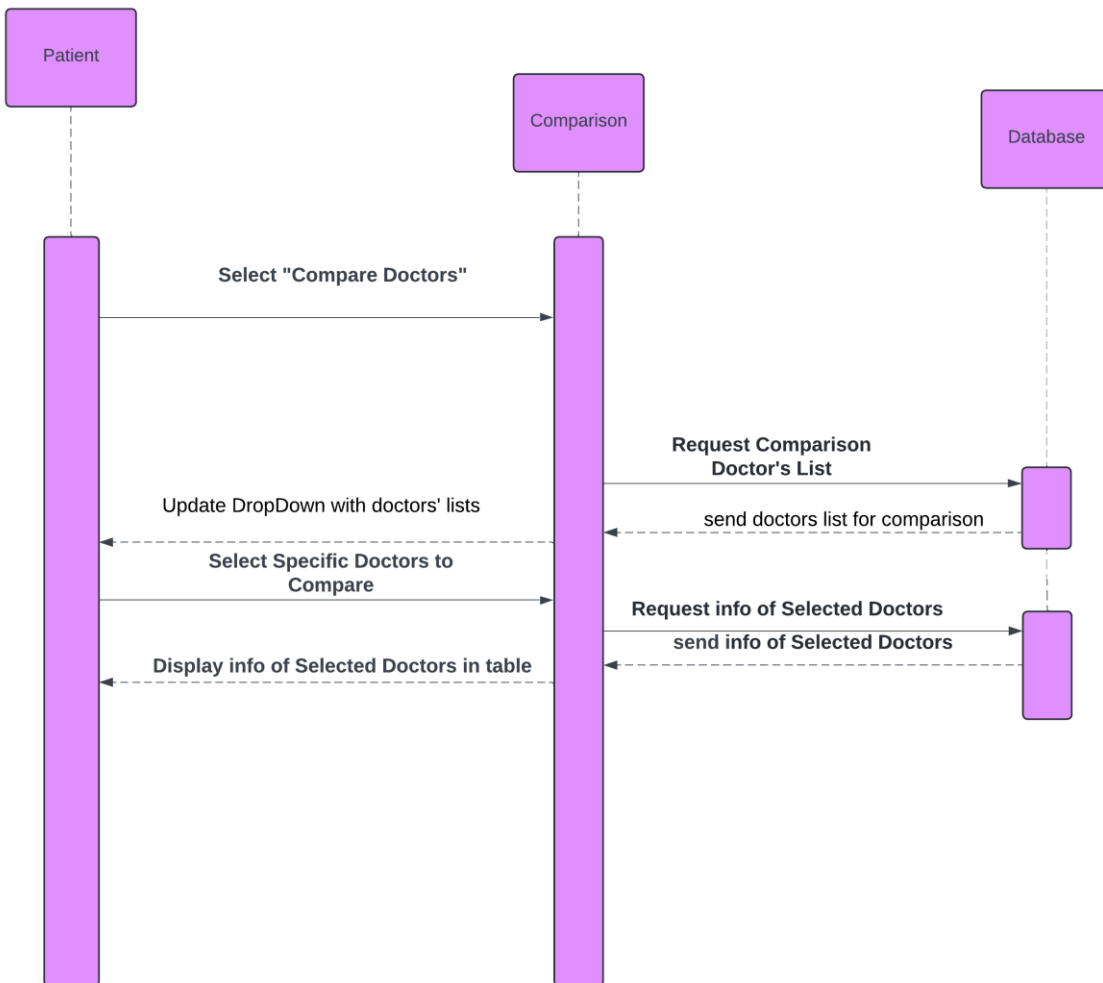 Patient
Comparison
Database
Select "Compare Doctors"
Request Comparison
Doctor's List
Update DropDown with doctors' lists
send doctors list for comparison
Select Specific Doctors to
Compare
Request info of Selected Doctors
send info of Selected Doctors
Display info of Selected Doctors in table